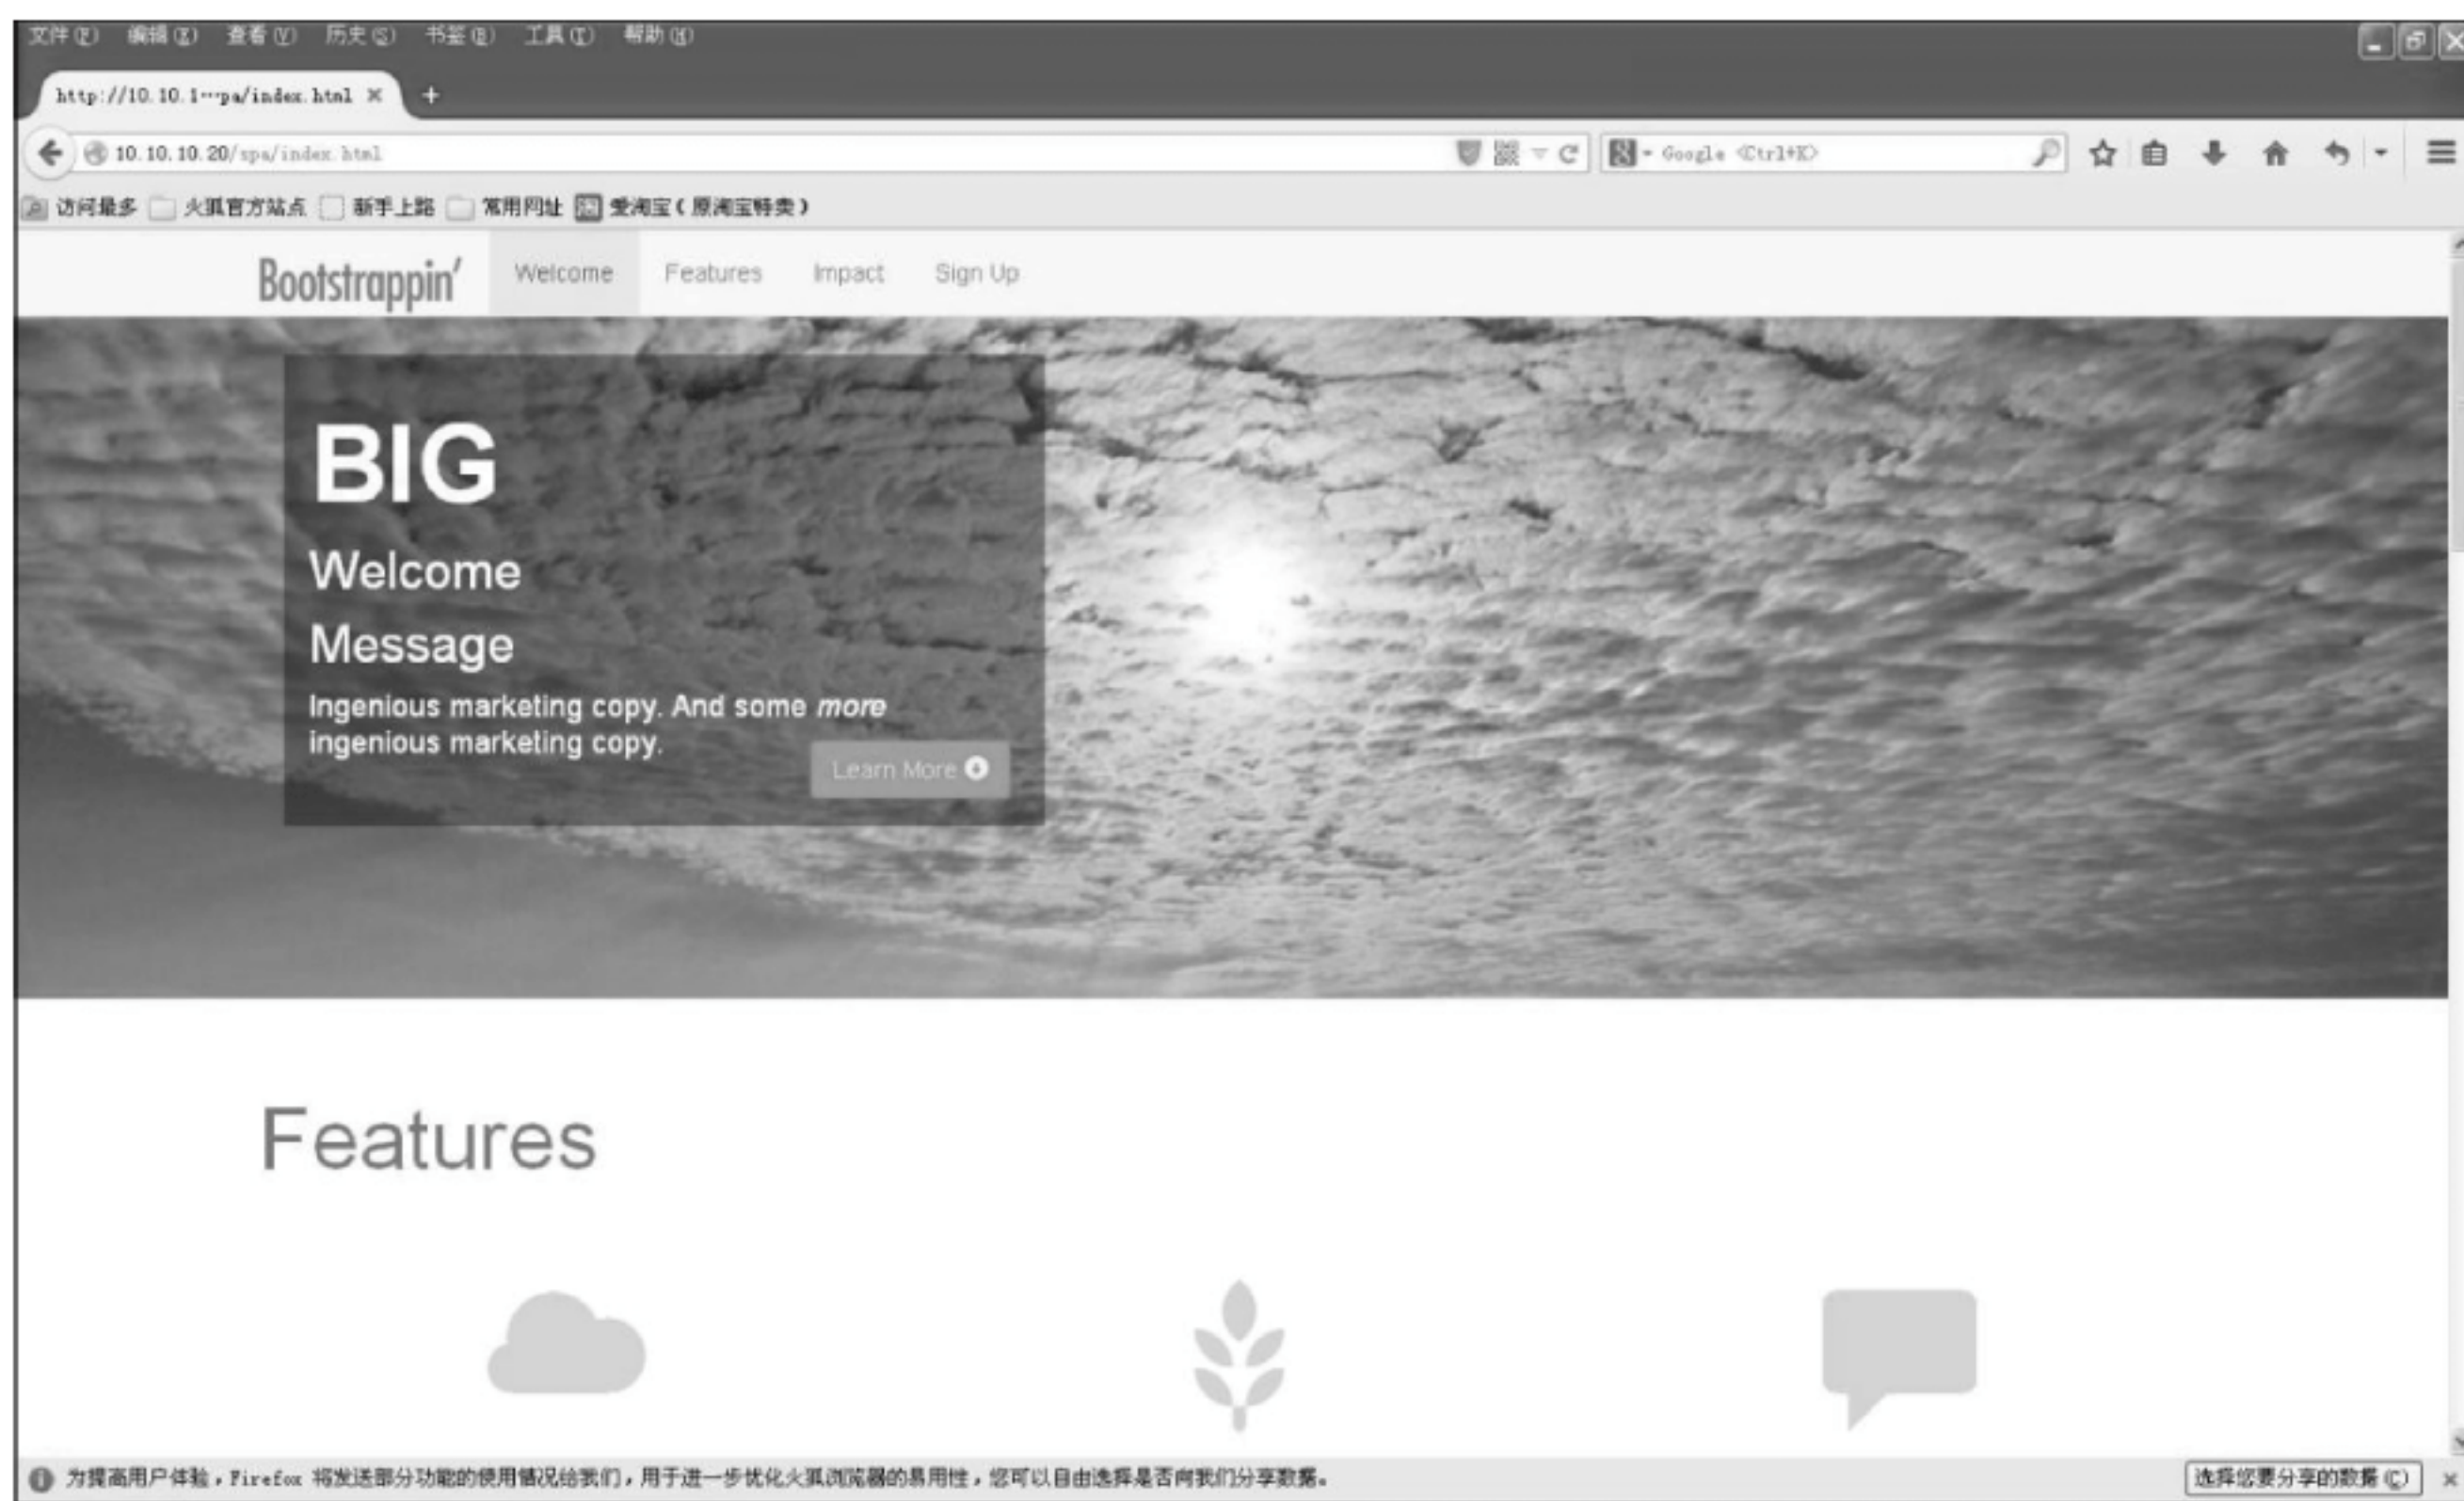 文件(F) 编辑(E) 查看(V) 历史(S) 书签(B) 工具(T) 帮助(H)
http://10.10.1…pa/index.html
10.10.10.20/spa/index.html
Google <Ctrl+K>
访问最多 火狐官方站点 新手上路 常用网址 爱淘宝(原淘宝特卖)
Bootstrappin' Welcome Features Impact Sign Up
BIG
Welcome
Message
Ingenious marketing copy. And some more
ingenious marketing copy.
Learn More
Features
为提高用户体验,Firefox 将发送部分功能的使用情况给我们,用于进一步优化火狐浏览器的易用性,您可以自由选择是否向我们分享数据。
选择您要分享的数据(C)